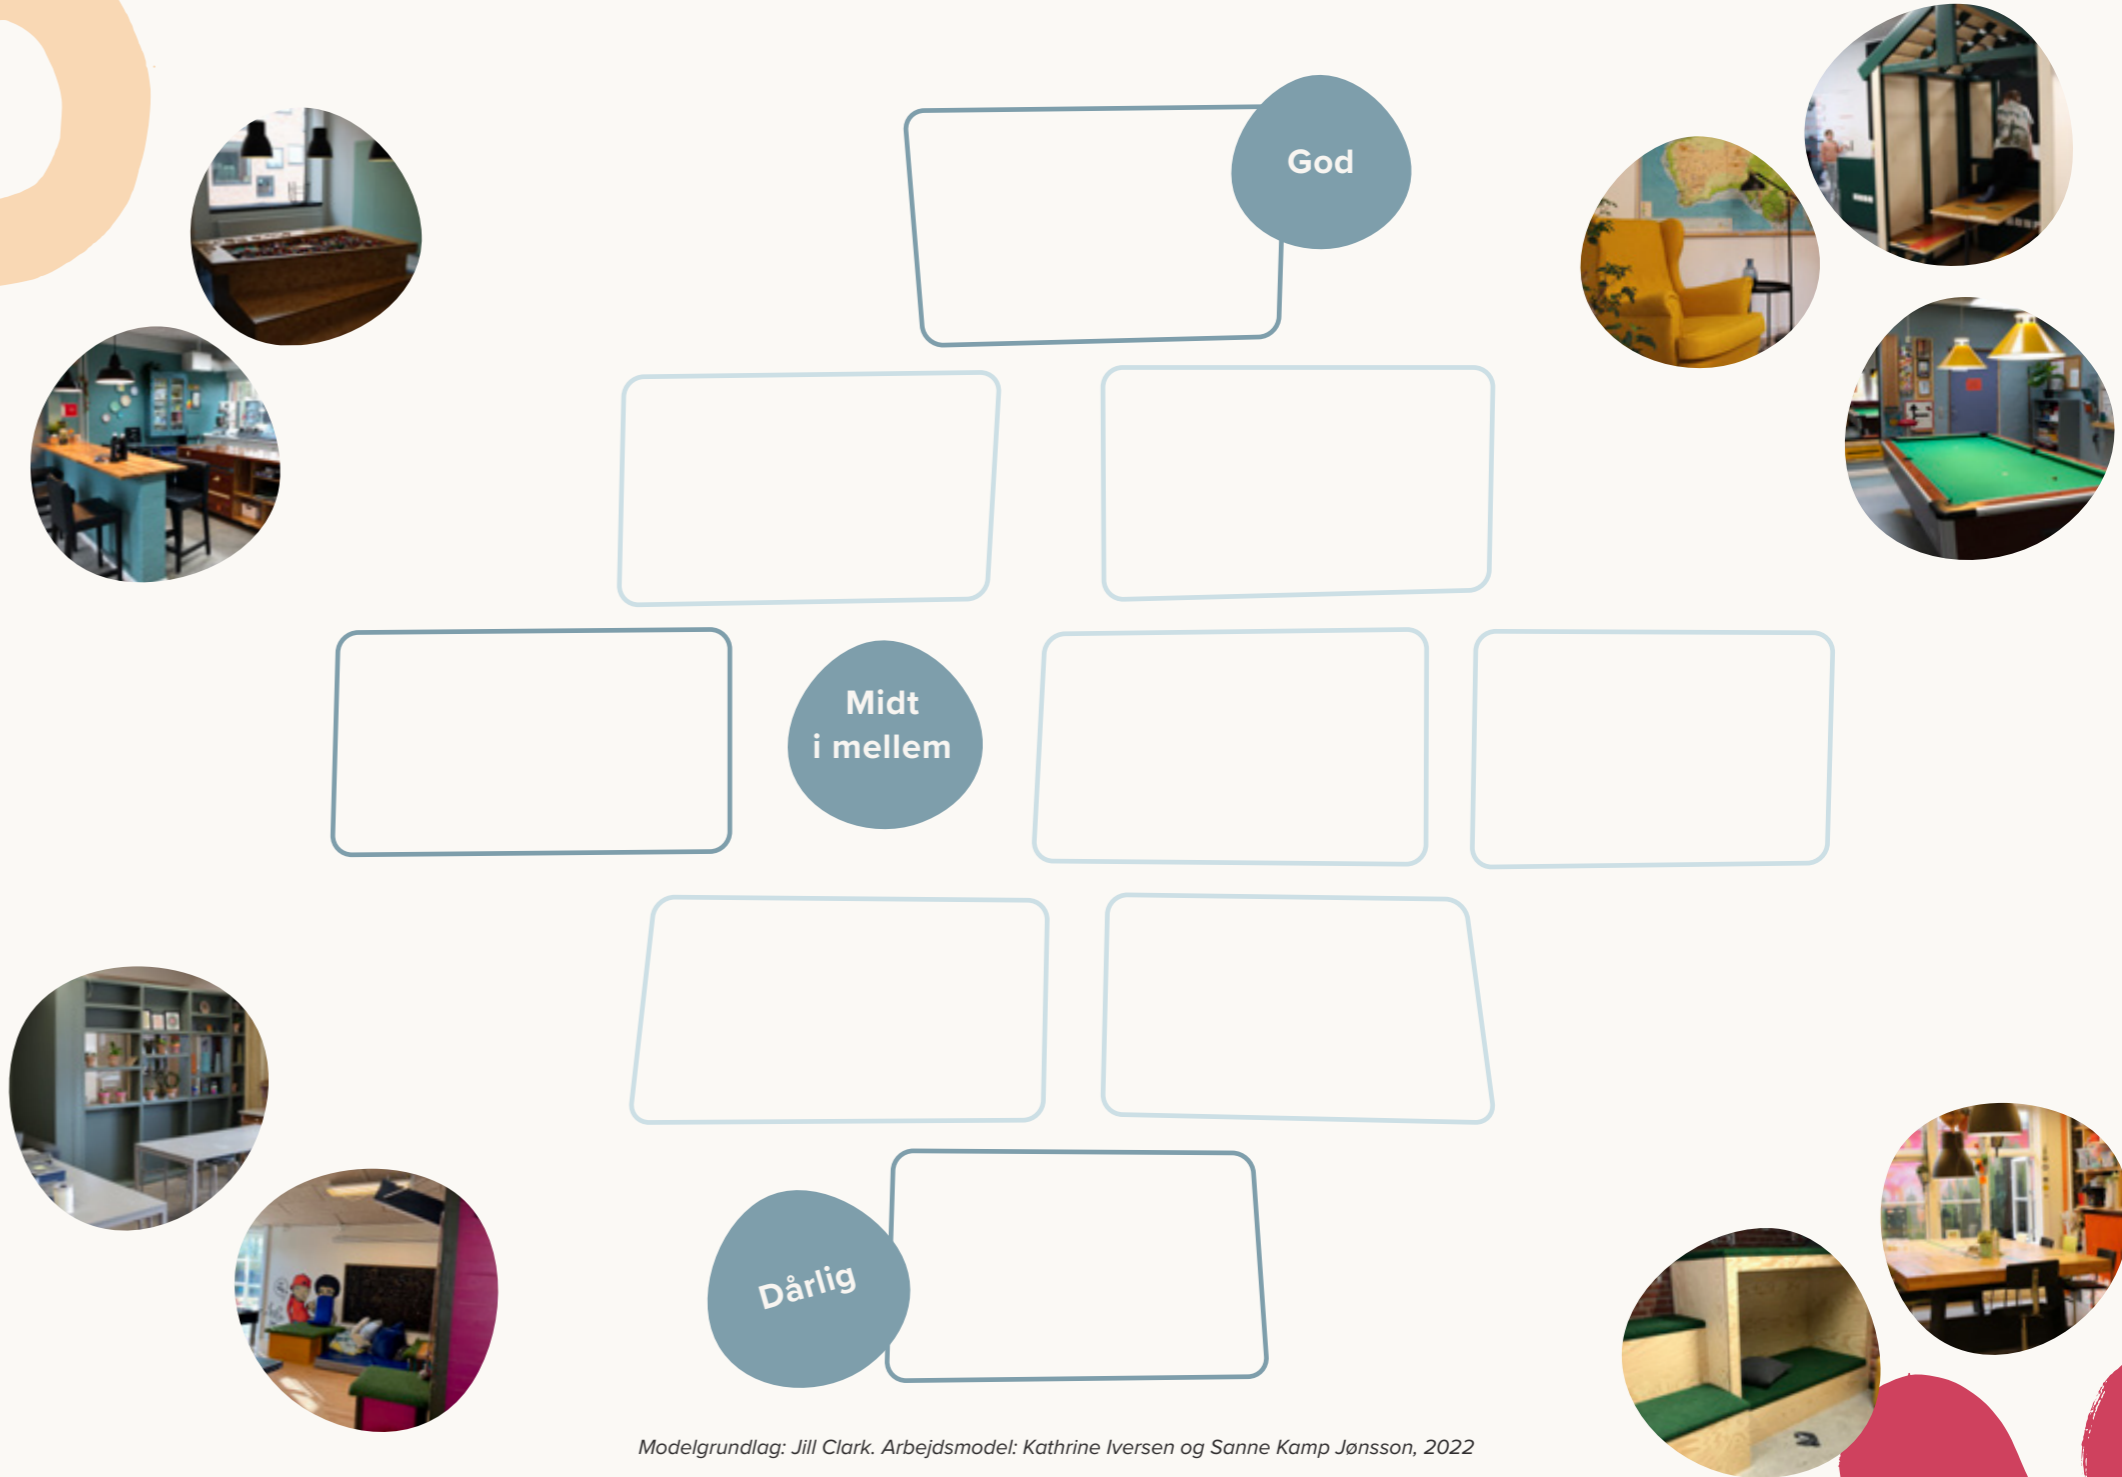 God
Midt
i mellem
Dårlig
Modelgrundlag: Jill Clark. Arbejdsmodel: Kathrine Iversen og Sanne Kamp Jønsson, 2022